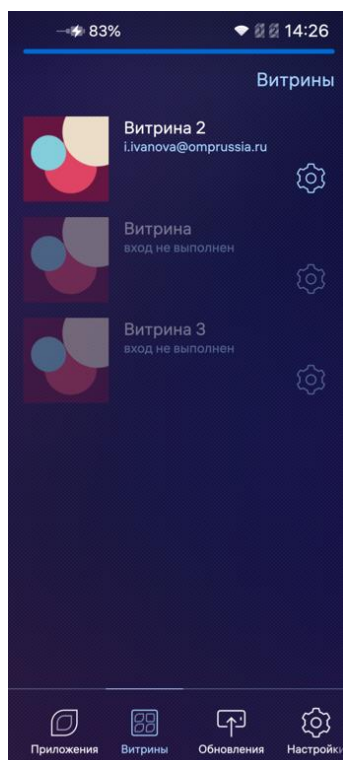 83%
14:26
Витрины
Витрина 2
i.ivanova@omprussia.ru
Витрина
вход не выполнен
Витрина 3
вход не выполнен
Приложения Витрины Обновления Настройки